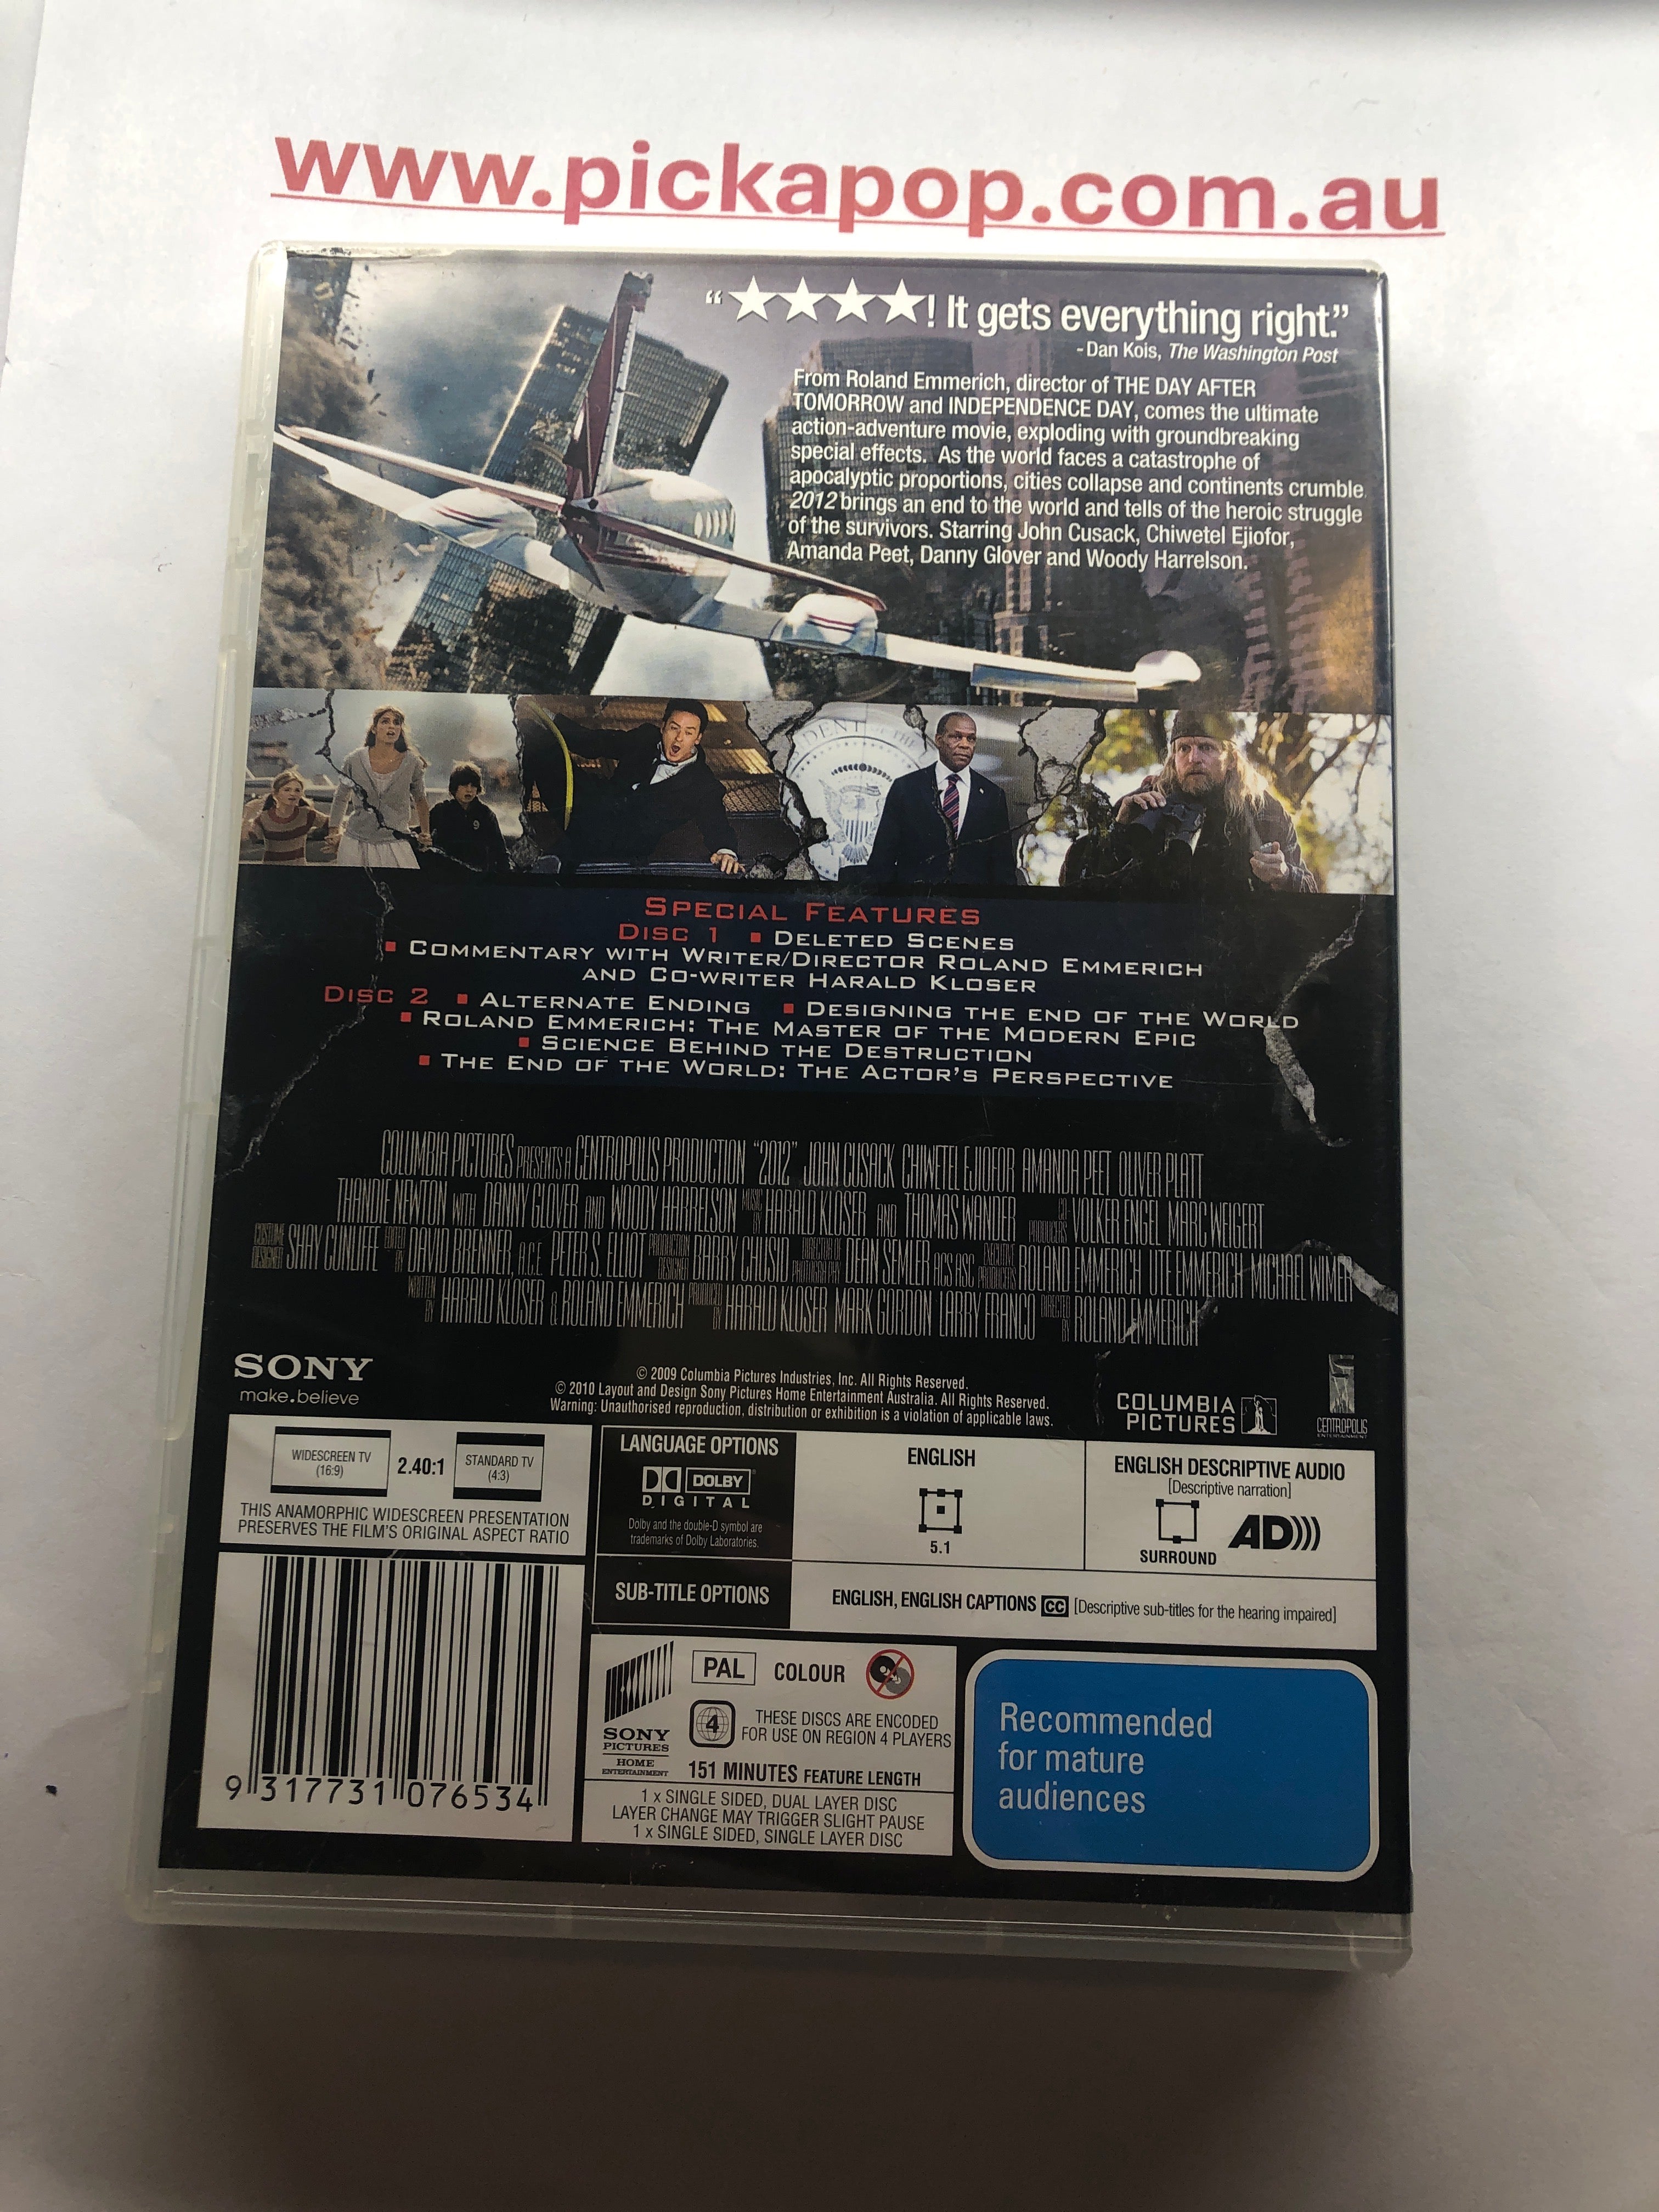 www.pickapop.com.au
“★★★★! It gets everything right.”
- Dan Kois, The Washington Post
From Roland Emmerich, director of THE DAY AFTER
TOMORROW and INDEPENDENCE DAY, comes the ultimate
action-adventure movie, exploding with groundbreaking
special effects. As the world faces a catastrophe of
apocalyptic proportions, cities collapse and continents crumble
2012 brings an end to the world and tells of the heroic struggle
of the survivors. Starring John Cusack, Chiwetel Ejiofor,
Amanda Peet, Danny Glover and Woody Harrelson.
SPECIAL FEATURES
DISC 1 ▪ DELETED SCENES
▪ COMMENTARY WITH WRITER/DIRECTOR ROLAND EMMERICH
AND CO-WRITER HARALD KLOSER
DISC 2 ▪ ALTERNATE ENDING ▪ DESIGNING THE END OF THE WORLD
▪ ROLAND EMMERICH: THE MASTER OF THE MODERN EPIC
▪ SCIENCE BEHIND THE DESTRUCTION
▪ THE END OF THE WORLD: THE ACTOR'S PERSPECTIVE
COLUMBIA PICTURES PRESENTS A CENTROPOLIS PRODUCTION “2012” JOHN CUSACK CHIWETEL EJIOFOR AMANDA PEET OLIVER PLATT
THANDIE NEWTON WITH DANNY GLOVER AND WOODY HARRELSON MUSIC BY HARALD KLOSER AND THOMAS WANDER CO-PRODUCERS VOLKER ENGEL MARC WEIGERT
COSTUME DESIGNER SHAY CUNLIFFE EDITED BY DAVID BRENNER, A.C.E. PETER S. ELLIOT PRODUCTION DESIGNER BARRY CHUSID DIRECTOR OF PHOTOGRAPHY DEAN SEMLER ACS ASC EXECUTIVE PRODUCERS ROLAND EMMERICH UTE EMMERICH MICHAEL WIMER
WRITTEN BY HARALD KLOSER & ROLAND EMMERICH PRODUCED BY HARALD KLOSER MARK GORDON LARRY FRANCO DIRECTED BY ROLAND EMMERICH
SONY
make.believe
© 2009 Columbia Pictures Industries, Inc. All Rights Reserved.
© 2010 Layout and Design Sony Pictures Home Entertainment Australia. All Rights Reserved.
Warning: Unauthorised reproduction, distribution or exhibition is a violation of applicable laws.
COLUMBIA
PICTURES
CENTROPOLIS
ENTERTAINMENT
WIDESCREEN TV
(16:9)
2.40:1
STANDARD TV
(4:3)
THIS ANAMORPHIC WIDESCREEN PRESENTATION
PRESERVES THE FILM'S ORIGINAL ASPECT RATIO
LANGUAGE OPTIONS
DOLBY
DIGITAL
Dolby and the double-D symbol are
trademarks of Dolby Laboratories.
ENGLISH
5.1
ENGLISH DESCRIPTIVE AUDIO
[Descriptive narration]
SURROUND
AD)))
SUB-TITLE OPTIONS
ENGLISH, ENGLISH CAPTIONS CC [Descriptive sub-titles for the hearing impaired]
9 317731 076534
SONY
PICTURES
HOME
ENTERTAINMENT
PAL COLOUR
4
THESE DISCS ARE ENCODED
FOR USE ON REGION 4 PLAYERS
151 MINUTES FEATURE LENGTH
1 x SINGLE SIDED, DUAL LAYER DISC
LAYER CHANGE MAY TRIGGER SLIGHT PAUSE
1 x SINGLE SIDED, SINGLE LAYER DISC
Recommended
for mature
audiences